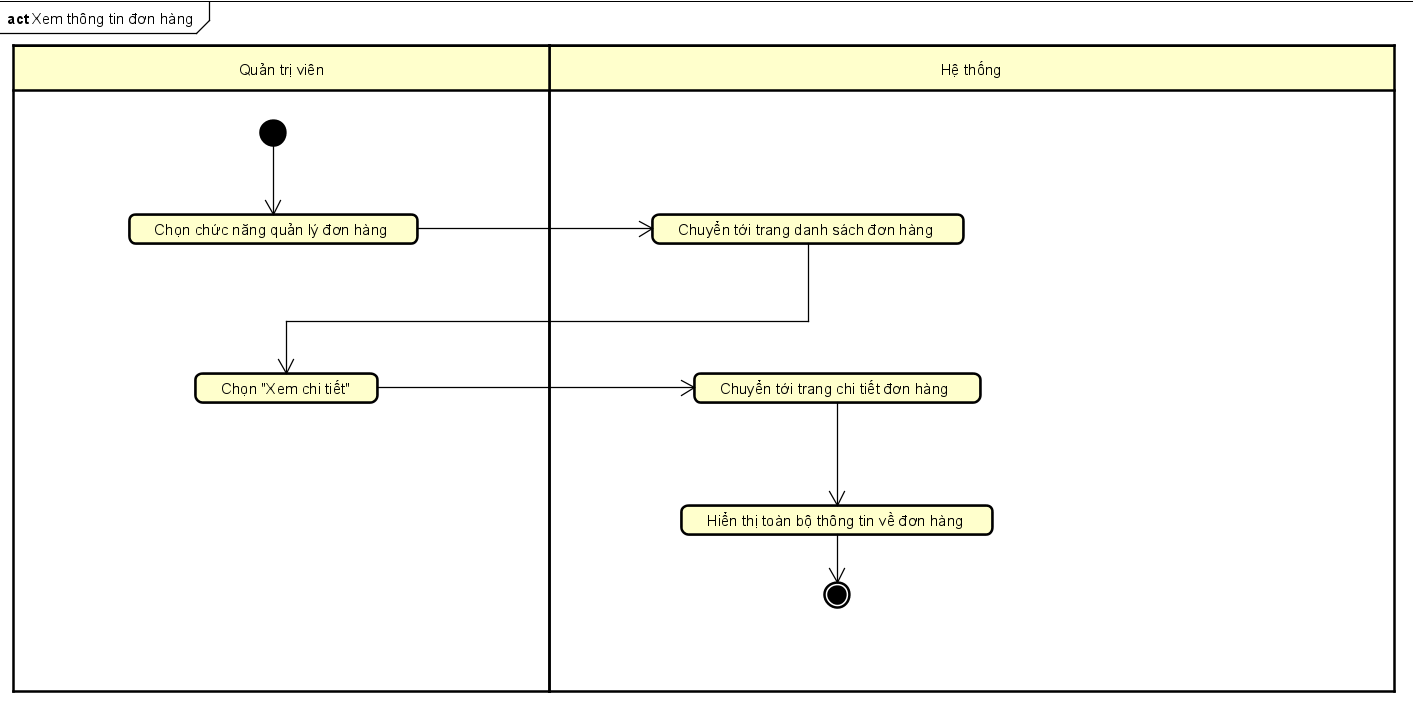 act Xem thông tin đơn hàng
Quản trị viên
Hệ thống
Chọn chức năng quản lý đơn hàng
Chuyển tới trang danh sách đơn hàng
Chọn "Xem chi tiết"
Chuyển tới trang chi tiết đơn hàng
Hiển thị toàn bộ thông tin về đơn hàng